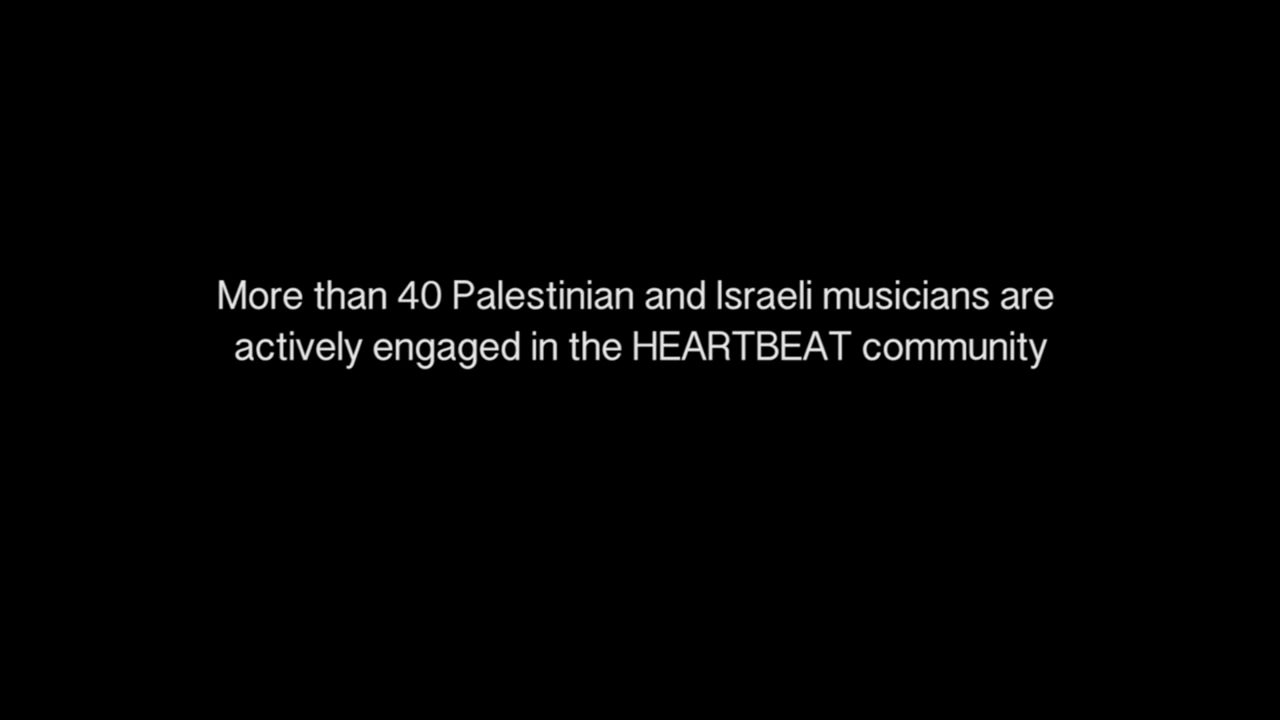 More than 40 Palestinian and Israeli musicians are
actively engaged in the HEARTBEAT community